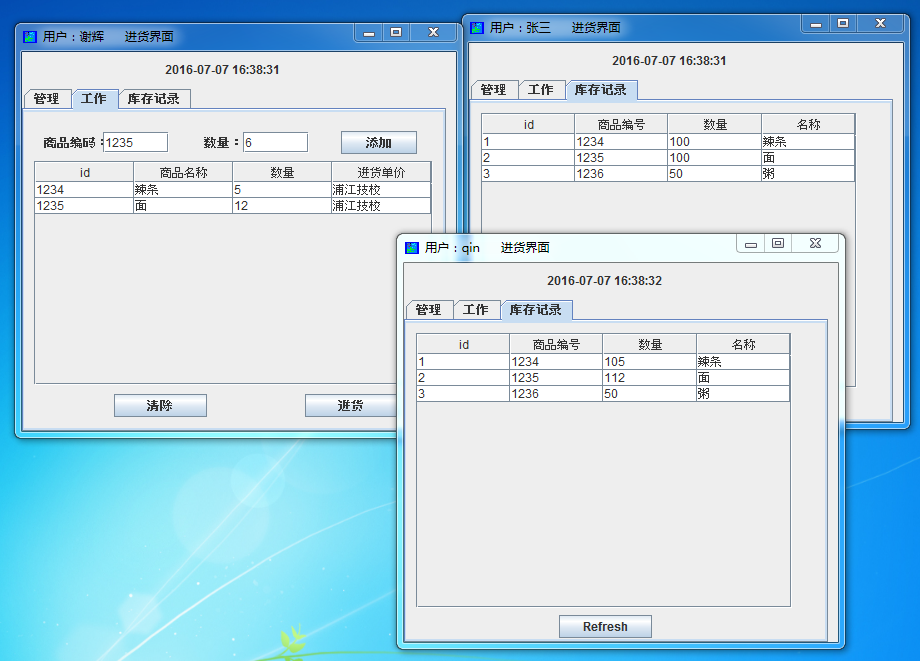 用户：谢辉 进货界面
2016-07-07 16:38:31
管理 工作 库存记录
商品编码：1235 数量：6 添加
id 商品名称 数量 进货单价
1234 辣条 5 浦江技校
1235 面 12 浦江技校
清除 进货
用户：张三 进货界面
2016-07-07 16:38:31
管理 工作 库存记录
id 商品编号 数量 名称
1 1234 100 辣条
2 1235 100 面
3 1236 50 粥
用户：qin 进货界面
2016-07-07 16:38:32
管理 工作 库存记录
id 商品编号 数量 名称
1 1234 105 辣条
2 1235 112 面
3 1236 50 粥
Refresh